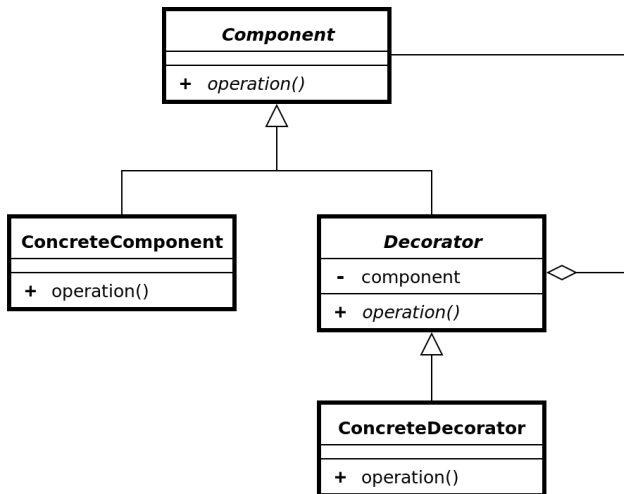 Component
+ operation()
ConcreteComponent
+ operation()
Decorator
- component
+ operation()
ConcreteDecorator
+ operation()